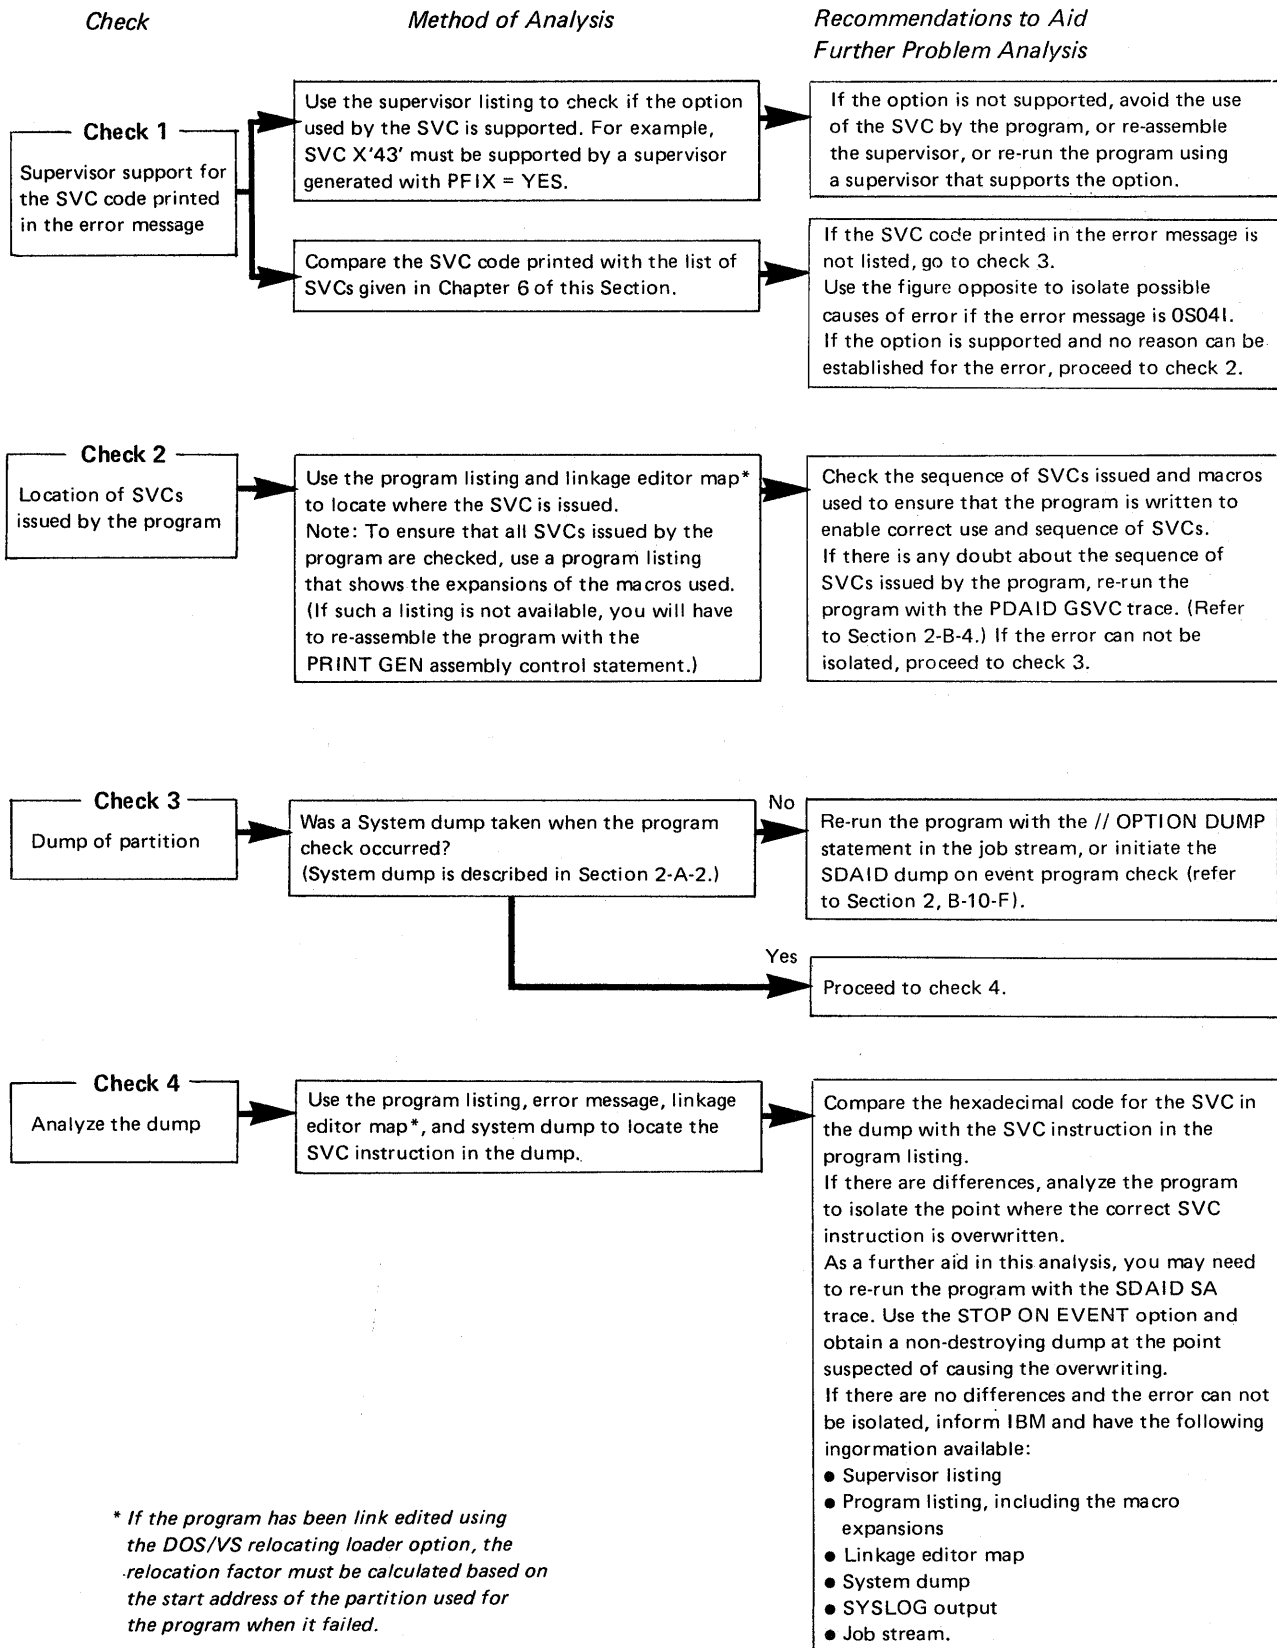 Check
Method of Analysis
Recommendations to Aid
Further Problem Analysis
Check 1
Supervisor support for
the SVC code printed
in the error message
Use the supervisor listing to check if the option
used by the SVC is supported. For example,
SVC X'43' must be supported by a supervisor
generated with PFIX = YES.
If the option is not supported, avoid the use
of the SVC by the program, or re-assemble
the supervisor, or re-run the program using
a supervisor that supports the option.
Compare the SVC code printed with the list of
SVCs given in Chapter 6 of this Section.
If the SVC code printed in the error message is
not listed, go to check 3.
Use the figure opposite to isolate possible
causes of error if the error message is 0S04I.
If the option is supported and no reason can be
established for the error, proceed to check 2.
Check 2
Location of SVCs
issued by the program
Use the program listing and linkage editor map*
to locate where the SVC is issued.
Note: To ensure that all SVCs issued by the
program are checked, use a program listing
that shows the expansions of the macros used.
(If such a listing is not available, you will have
to re-assemble the program with the
PRINT GEN assembly control statement.)
Check the sequence of SVCs issued and macros
used to ensure that the program is written to
enable correct use and sequence of SVCs.
If there is any doubt about the sequence of
SVCs issued by the program, re-run the
program with the PDAID GSVC trace. (Refer
to Section 2-B-4.) If the error can not be
isolated, proceed to check 3.
Check 3
Dump of partition
Was a System dump taken when the program
check occurred?
(System dump is described in Section 2-A-2.)
No
Re-run the program with the // OPTION DUMP
statement in the job stream, or initiate the
SDAID dump on event program check (refer
to Section 2, B-10-F).
Yes
Proceed to check 4.
Check 4
Analyze the dump
Use the program listing, error message, linkage
editor map*, and system dump to locate the
SVC instruction in the dump.
Compare the hexadecimal code for the SVC in
the dump with the SVC instruction in the
program listing.
If there are differences, analyze the program
to isolate the point where the correct SVC
instruction is overwritten.
As a further aid in this analysis, you may need
to re-run the program with the SDAID SA
trace. Use the STOP ON EVENT option and
obtain a non-destroying dump at the point
suspected of causing the overwriting.
If there are no differences and the error can not
be isolated, inform IBM and have the following
ingormation available:
● Supervisor listing
● Program listing, including the macro
expansions
● Linkage editor map
● System dump
● SYSLOG output
● Job stream.
* If the program has been link edited using
the DOS/VS relocating loader option, the
relocation factor must be calculated based on
the start address of the partition used for
the program when it failed.